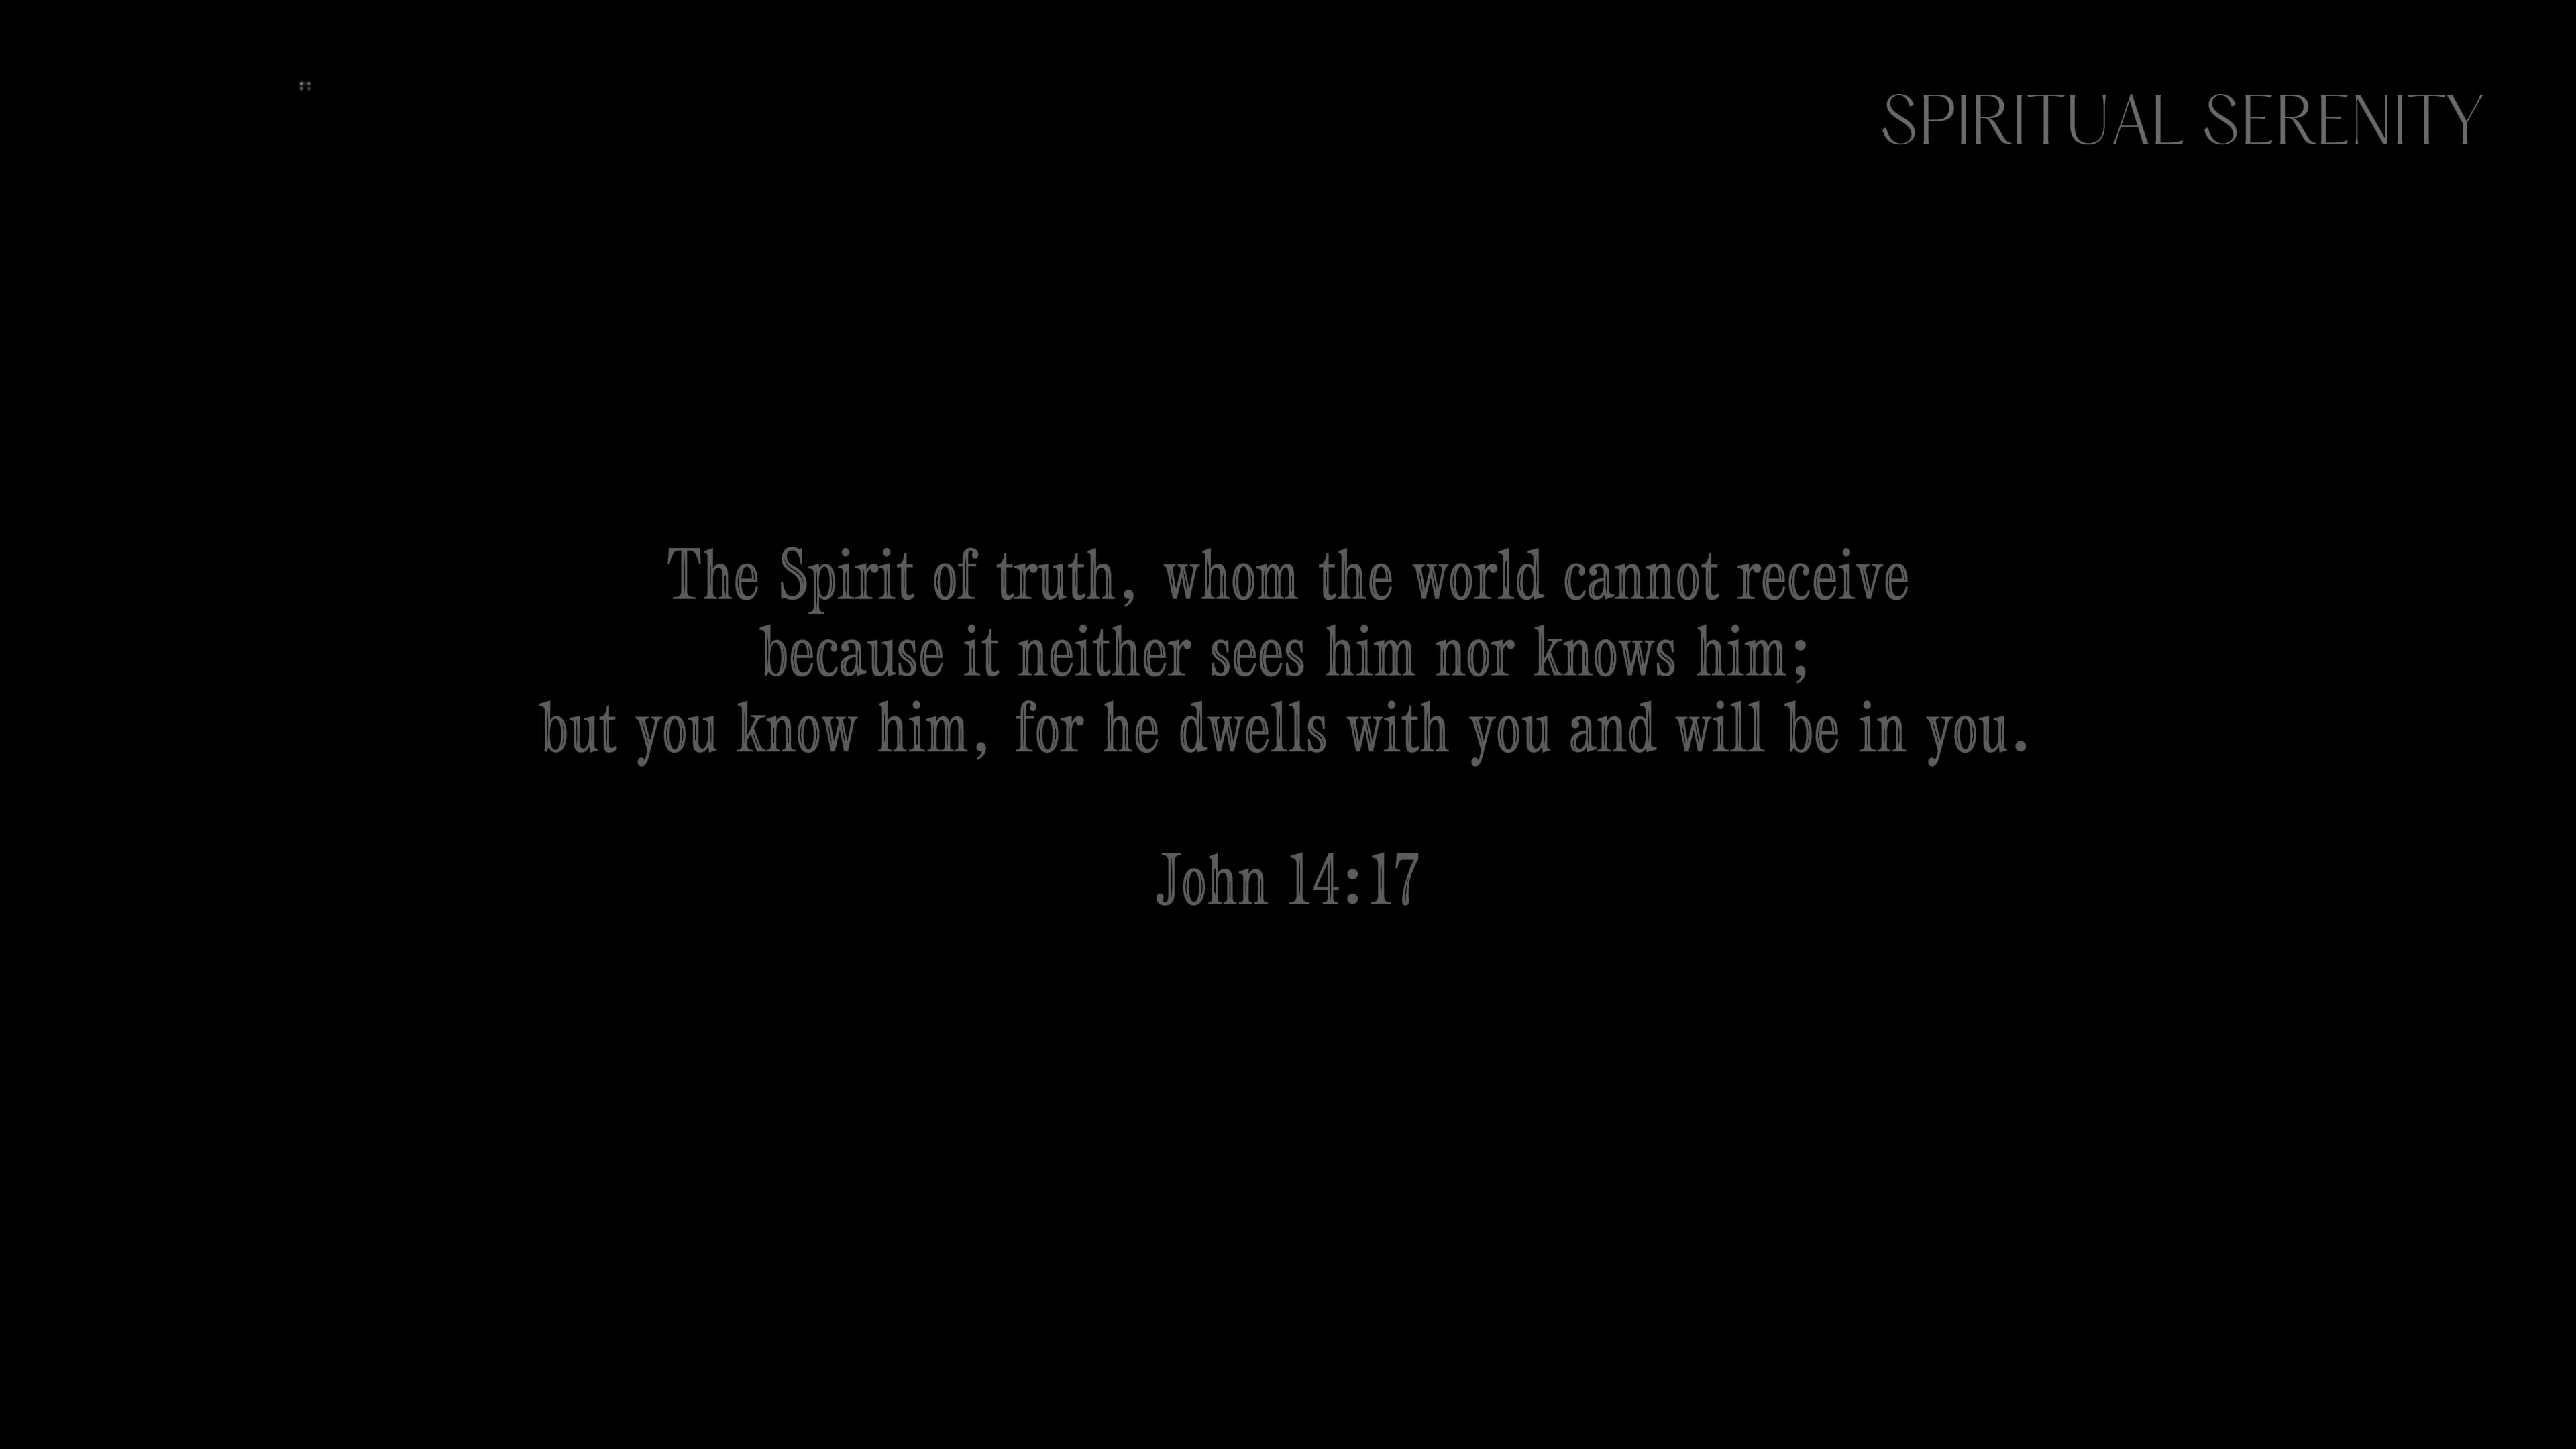 SPIRITUAL SERENITY
The Spirit of truth, whom the world cannot receive
because it neither sees him nor knows him;
but you know him, for he dwells with you and will be in you.
John 14:17